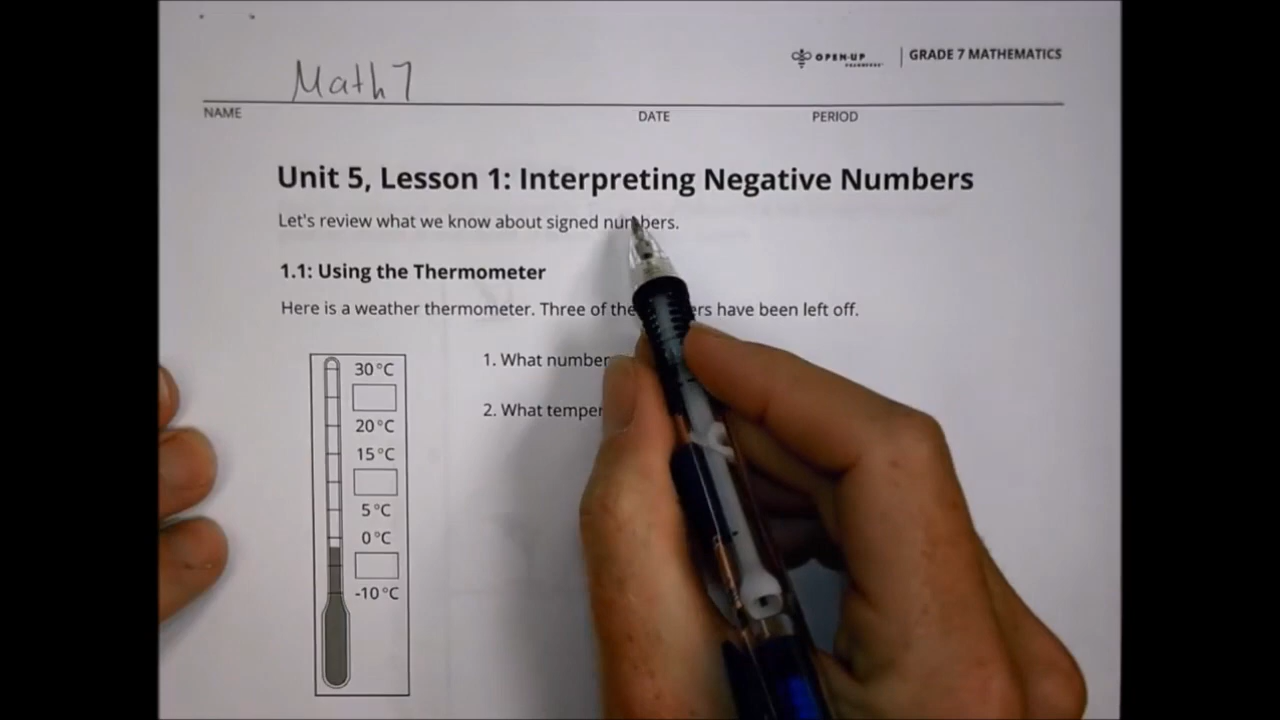 Math 7
OPEN-UP
GRADE 7 MATHEMATICS
NAME DATE PERIOD
Unit 5, Lesson 1: Interpreting Negative Numbers
Let's review what we know about signed numbers.
1.1: Using the Thermometer
Here is a weather thermometer. Three of the have been left off.
30°C
1. What number
20°C
2. What
15°C
5°C
0°C
-10°C